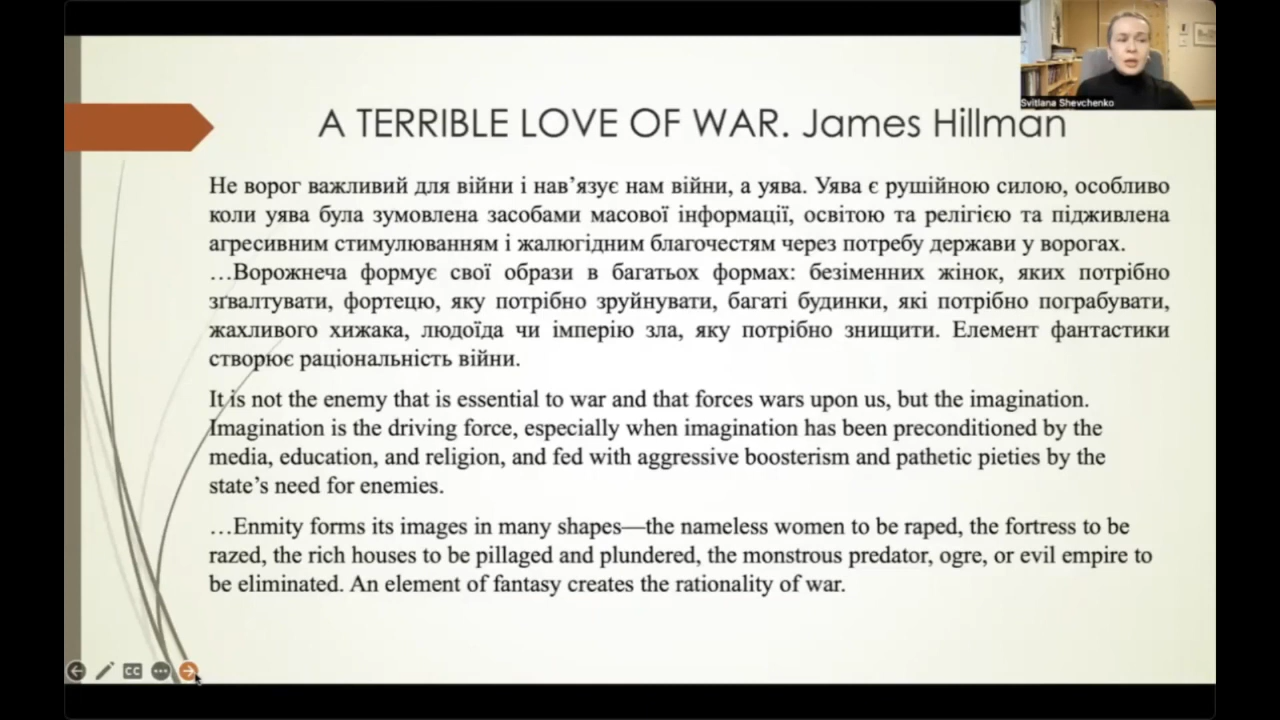 Svitlana Shevchenko
A TERRIBLE LOVE OF WAR. James Hillman
Не ворог важливий для війни і нав’язує нам війни, а уява. Уява є рушійною силою, особливо
коли уява була зумовлена засобами масової інформації, освітою та релігією та підживлена
агресивним стимулюванням і жалюгідним благочестям через потребу держави у ворогах.
…Ворожнеча формує свої образи в багатьох формах: безіменних жінок, яких потрібно
зґвалтувати, фортецю, яку потрібно зруйнувати, багаті будинки, які потрібно пограбувати,
жахливого хижака, людоїда чи імперію зла, яку потрібно знищити. Елемент фантастики
створює раціональність війни.
It is not the enemy that is essential to war and that forces wars upon us, but the imagination.
Imagination is the driving force, especially when imagination has been preconditioned by the
media, education, and religion, and fed with aggressive boosterism and pathetic pieties by the
state’s need for enemies.
…Enmity forms its images in many shapes—the nameless women to be raped, the fortress to be
razed, the rich houses to be pillaged and plundered, the monstrous predator, ogre, or evil empire to
be eliminated. An element of fantasy creates the rationality of war.
CC